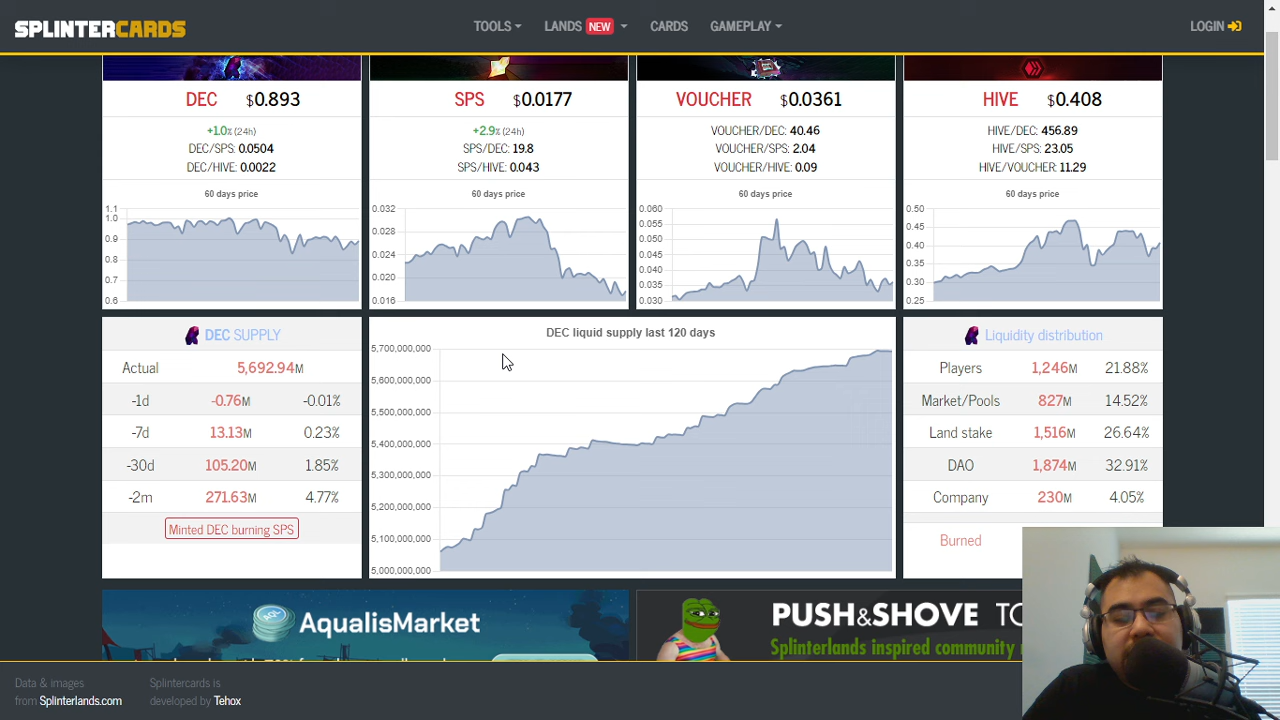 SPLINTERCARDS
TOOLS
LANDS NEW
CARDS
GAMEPLAY
LOGIN
DEC $0.893
+1.0% (24h)
DEC/SPS: 0.0504
DEC/HIVE: 0.0022
60 days price
1.1
1.0
0.9
0.8
0.7
0.6
SPS $0.0177
+2.9% (24h)
SPS/DEC: 19.8
SPS/HIVE: 0.043
60 days price
0.032
0.028
0.024
0.020
0.016
VOUCHER $0.0361
VOUCHER/DEC: 40.46
VOUCHER/SPS: 2.04
VOUCHER/HIVE: 0.09
60 days price
0.060
0.055
0.050
0.045
0.040
0.035
0.030
HIVE $0.408
HIVE/DEC: 456.89
HIVE/SPS: 23.05
HIVE/VOUCHER: 11.29
60 days price
0.50
0.45
0.40
0.35
0.30
0.25
DEC SUPPLY
Actual 5,692.94M
-1d -0.76M -0.01%
-7d 13.13M 0.23%
-30d 105.20M 1.85%
-2m 271.63M 4.77%
Minted DEC burning SPS
DEC liquid supply last 120 days
5,700,000,000
5,600,000,000
5,500,000,000
5,400,000,000
5,300,000,000
5,200,000,000
5,100,000,000
5,000,000,000
Liquidity distribution
Players 1,246M 21.88%
Market/Pools 827M 14.52%
Land stake 1,516M 26.64%
DAO 1,874M 32.91%
Company 230M 4.05%
Burned
AqualisMarket
PUSH&SHOVE TO
Splinterlands inspired community
Data & images
from Splinterlands.com
Splintercards is
developed by Tehox